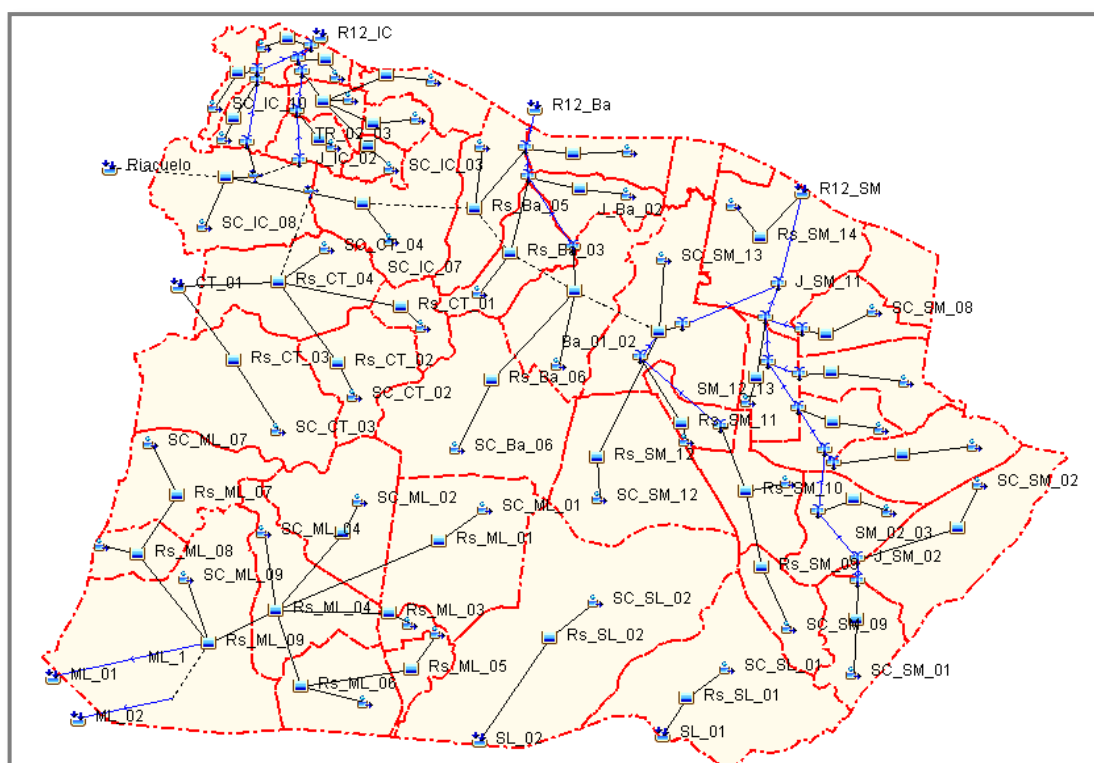 R12_IC
SC_IC_10
R12_Ba
TR_02_03
J_IC_02
Riacuelo
SC_IC_03
R12_SM
Rs_Ba_05
J_Ba_02
SC_IC_08
Rs_SM_14
SC_CT_04
Rs_Ba_03
SC_SM_13
SC_IC_07
CT_01
Rs_CT_04
J_SM_11
Rs_CT_01
SC_SM_08
Ba_01_02
Rs_CT_03
Rs_CT_02
Rs_Ba_06
SM_12/13
SC_CT_02
Rs_SM_11
SC_CT_03
SC_ML_07
SC_Ba_06
Rs_SM_12
SC_SM_02
Rs_ML_07
SC_ML_02
SC_ML_01
SC_SM_12
Rs_SM_10
SC_ML_04
SM_02_03
Rs_ML_01
Rs_ML_08
J_SM_02
Rs_SM_09
SC_ML_09
SC_SL_02
Rs_ML_04
Rs_ML_03
SC_SM_09
Rs_ML_09
Rs_SL_02
ML_1
ML_01
Rs_ML_05
SC_SL_01
SC_SM_01
Rs_ML_06
Rs_SL_01
ML_02
SL_02
SL_01